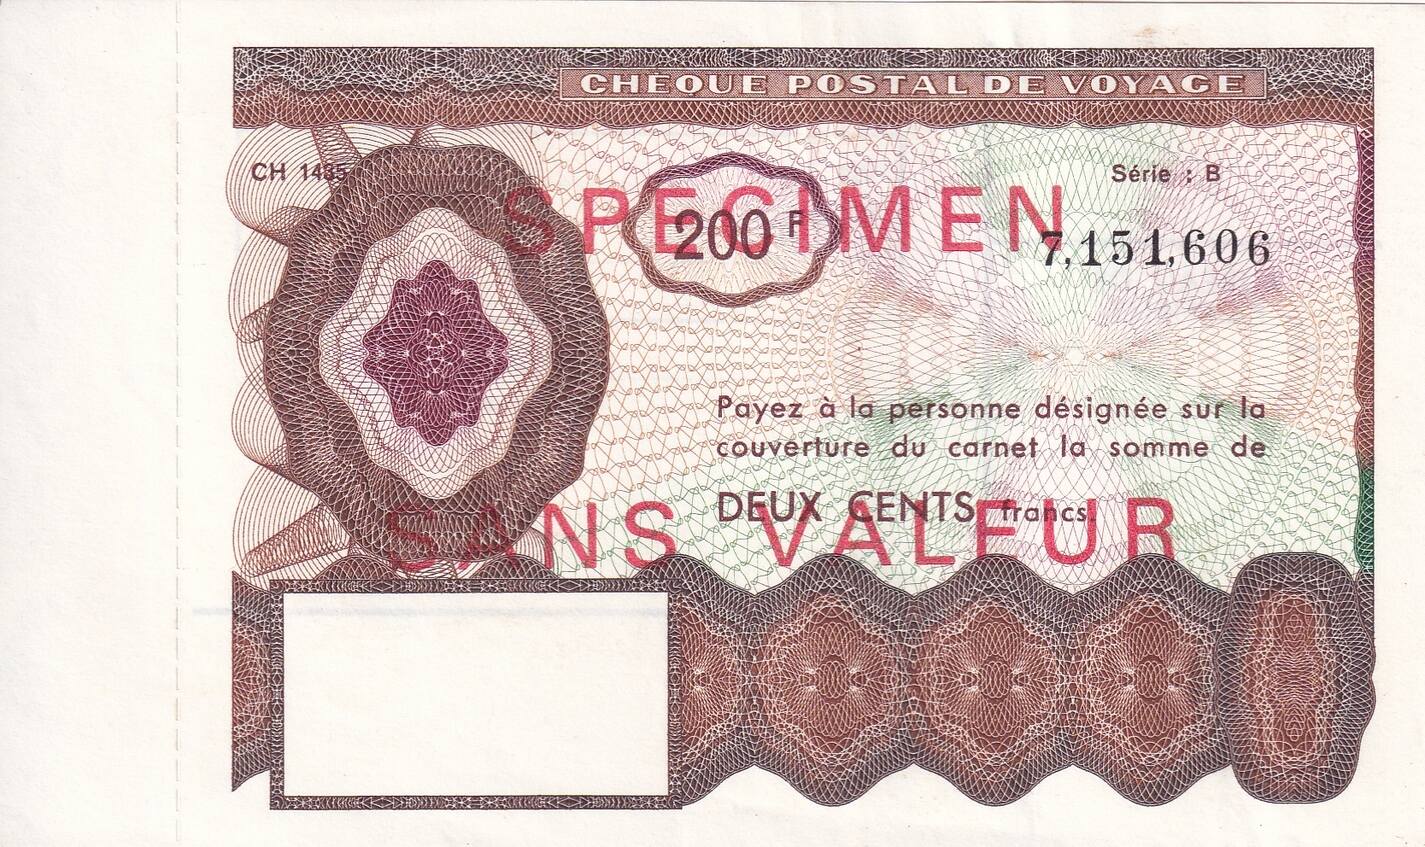 CHÈQUE POSTAL DE VOYAGE
CH 1485
Série : B
SPECIMEN
200 F
7,151,606
Payez à la personne désignée sur la
couverture du carnet la somme de
DEUX CENTS francs.
SANS VALEUR